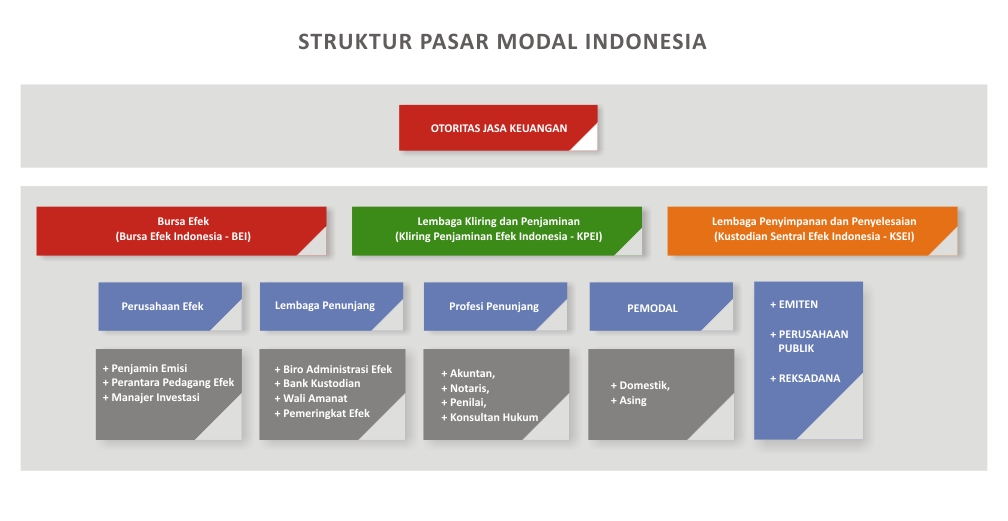 STRUKTUR PASAR MODAL INDONESIA
OTORITAS JASA KEUANGAN
Bursa Efek
(Bursa Efek Indonesia - BEI)
Lembaga Kliring dan Penjaminan
(Kliring Penjaminan Efek Indonesia - KPEI)
Lembaga Penyimpanan dan Penyelesaian
(Kustodian Sentral Efek Indonesia - KSEI)
Perusahaan Efek
+ Penjamin Emisi
+ Perantara Pedagang Efek
+ Manajer Investasi
Lembaga Penunjang
+ Biro Administrasi Efek
+ Bank Kustodian
+ Wali Amanat
+ Pemeringkat Efek
Profesi Penunjang
+ Akuntan,
+ Notaris,
+ Penilai,
+ Konsultan Hukum
PEMODAL
+ Domestik,
+ Asing
+ EMITEN
+ PERUSAHAAN
PUBLIK
+ REKSADANA